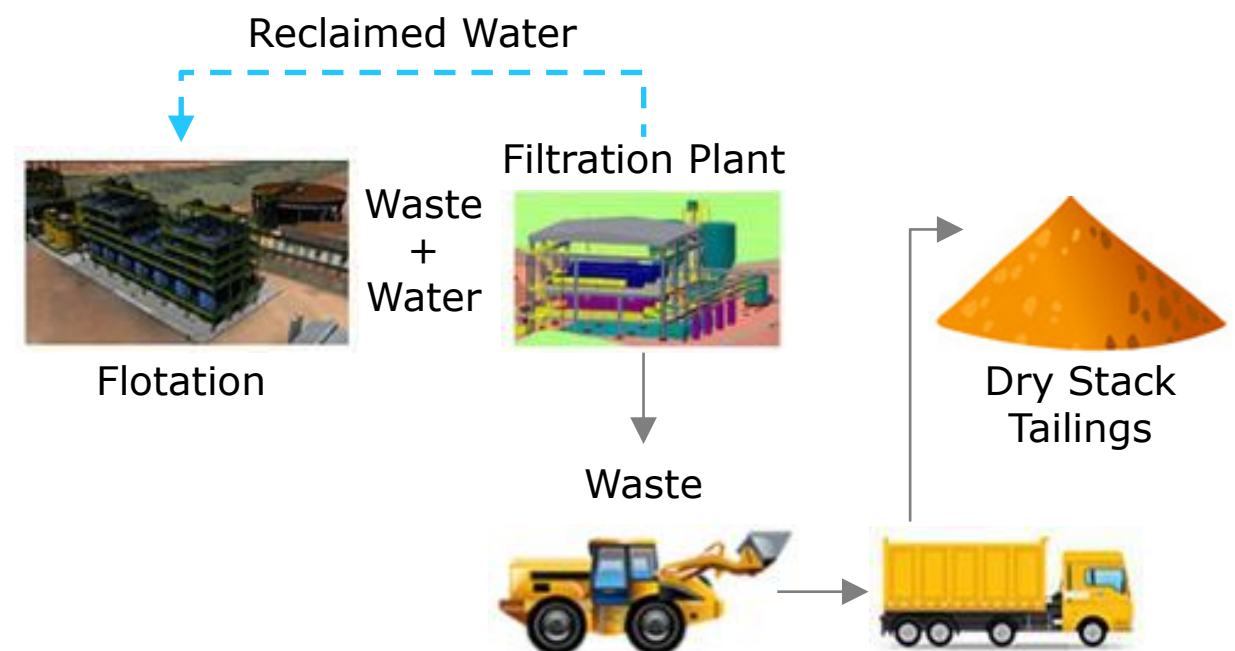 Reclaimed Water
Filtration Plant
Waste
+
Water
Flotation
Dry Stack
Tailings
Waste